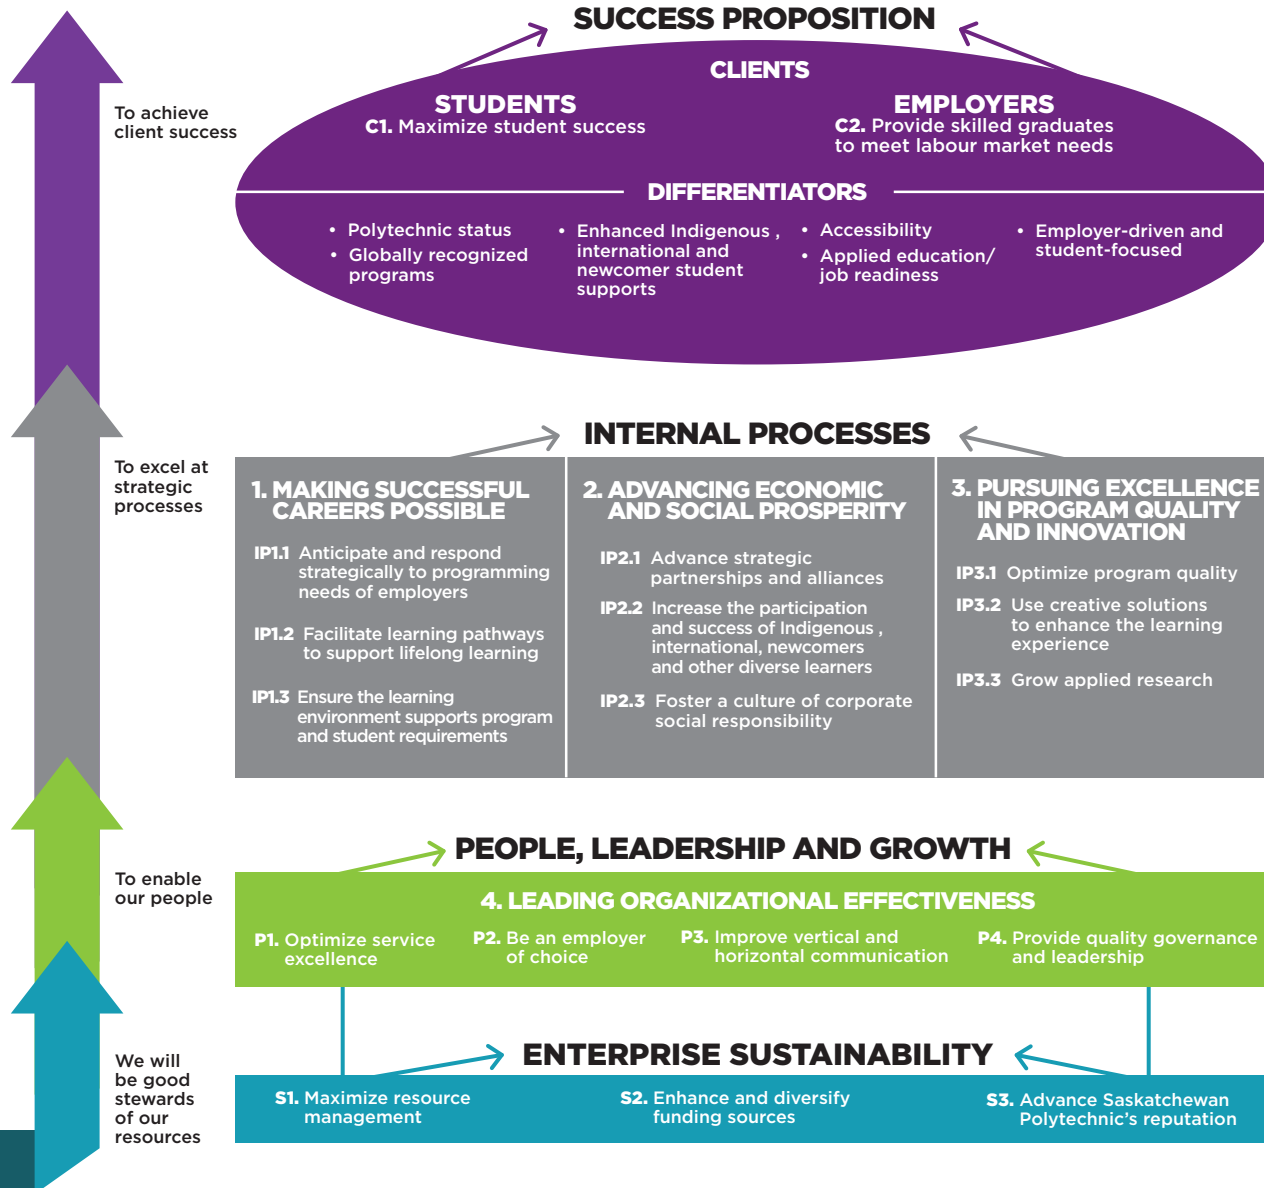 SUCCESS PROPOSITION
CLIENTS
STUDENTS
C1. Maximize student success
EMPLOYERS
C2. Provide skilled graduates
to meet labour market needs
DIFFERENTIATORS
• Polytechnic status
• Globally recognized
programs
• Enhanced Indigenous ,
international and
newcomer student
supports
• Accessibility
• Applied education/
job readiness
• Employer-driven and
student-focused
To achieve
client success
INTERNAL PROCESSES
To excel at
strategic
processes
1. MAKING SUCCESSFUL
CAREERS POSSIBLE
IP1.1 Anticipate and respond
strategically to programming
needs of employers
IP1.2 Facilitate learning pathways
to support lifelong learning
IP1.3 Ensure the learning
environment supports program
and student requirements
2. ADVANCING ECONOMIC
AND SOCIAL PROSPERITY
IP2.1 Advance strategic
partnerships and alliances
IP2.2 Increase the participation
and success of Indigenous ,
international, newcomers
and other diverse learners
IP2.3 Foster a culture of corporate
social responsibility
3. PURSUING EXCELLENCE
IN PROGRAM QUALITY
AND INNOVATION
IP3.1 Optimize program quality
IP3.2 Use creative solutions
to enhance the learning
experience
IP3.3 Grow applied research
PEOPLE, LEADERSHIP AND GROWTH
To enable
our people
4. LEADING ORGANIZATIONAL EFFECTIVENESS
P1. Optimize service
excellence
P2. Be an employer
of choice
P3. Improve vertical and
horizontal communication
P4. Provide quality governance
and leadership
ENTERPRISE SUSTAINABILITY
We will
be good
stewards
of our
resources
S1. Maximize resource
management
S2. Enhance and diversify
funding sources
S3. Advance Saskatchewan
Polytechnic's reputation